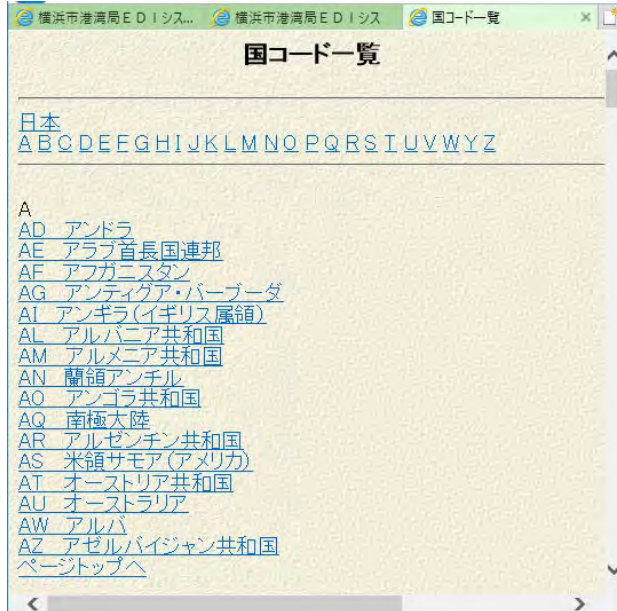 横浜市港湾局EDIシス...
横浜市港湾局EDIシス
国コード一覧
国コード一覧
日本
A B C D E F G H I J K L M N O P Q R S T U V W Y Z
A
AD アンドラ
AE アラブ首長国連邦
AF アフガニスタン
AG アンティグア・バーブーダ
AI アンギラ(イギリス属領)
AL アルバニア共和国
AM アルメニア共和国
AN 蘭領アンチル
AO アンゴラ共和国
AQ 南極大陸
AR アルゼンチン共和国
AS 米領サモア(アメリカ)
AT オーストリア共和国
AU オーストラリア
AW アルバ
AZ アゼルバイジャン共和国
ページトップへ